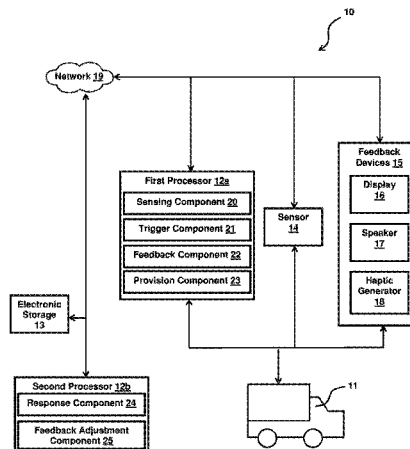 10
Network 19
First Processor 12a
Sensing Component 20
Trigger Component 21
Feedback Component 22
Provision Component 23
Sensor
14
Feedback
Devices 15
Display
16
Speaker
17
Haptic
Generator
18
Electronic
Storage
13
Second Processor 12b
Response Component 24
Feedback Adjustment
Component 25
11